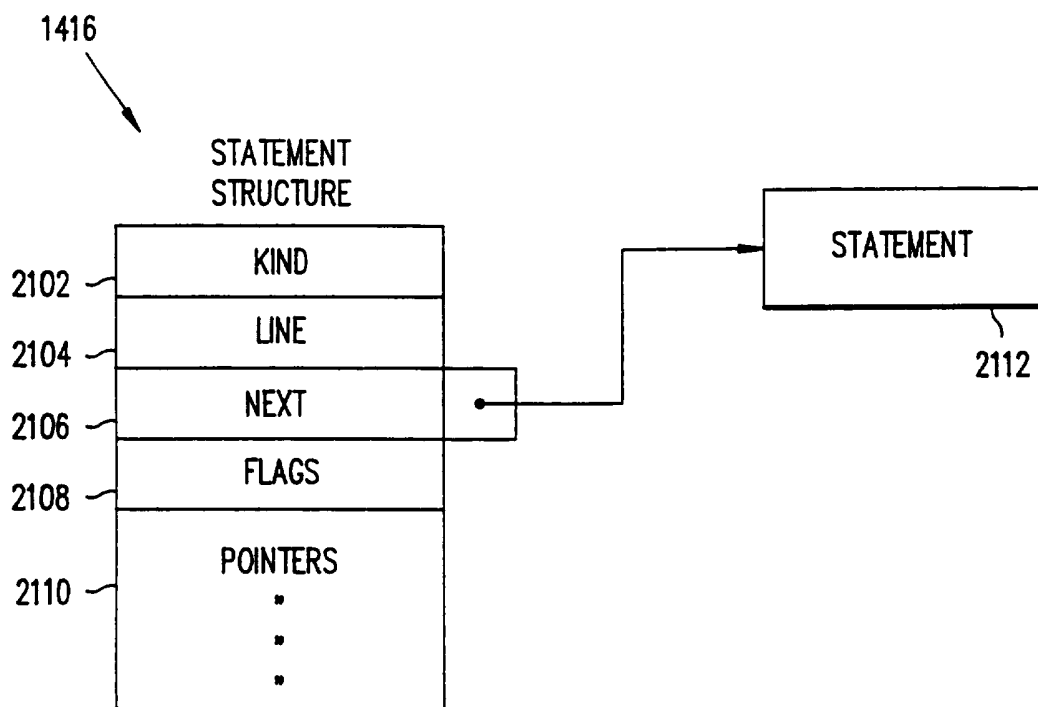 1416
STATEMENT
STRUCTURE
KIND
2102
LINE
2104
NEXT
2106
FLAGS
2108
POINTERS
2110
"
"
"
STATEMENT
2112